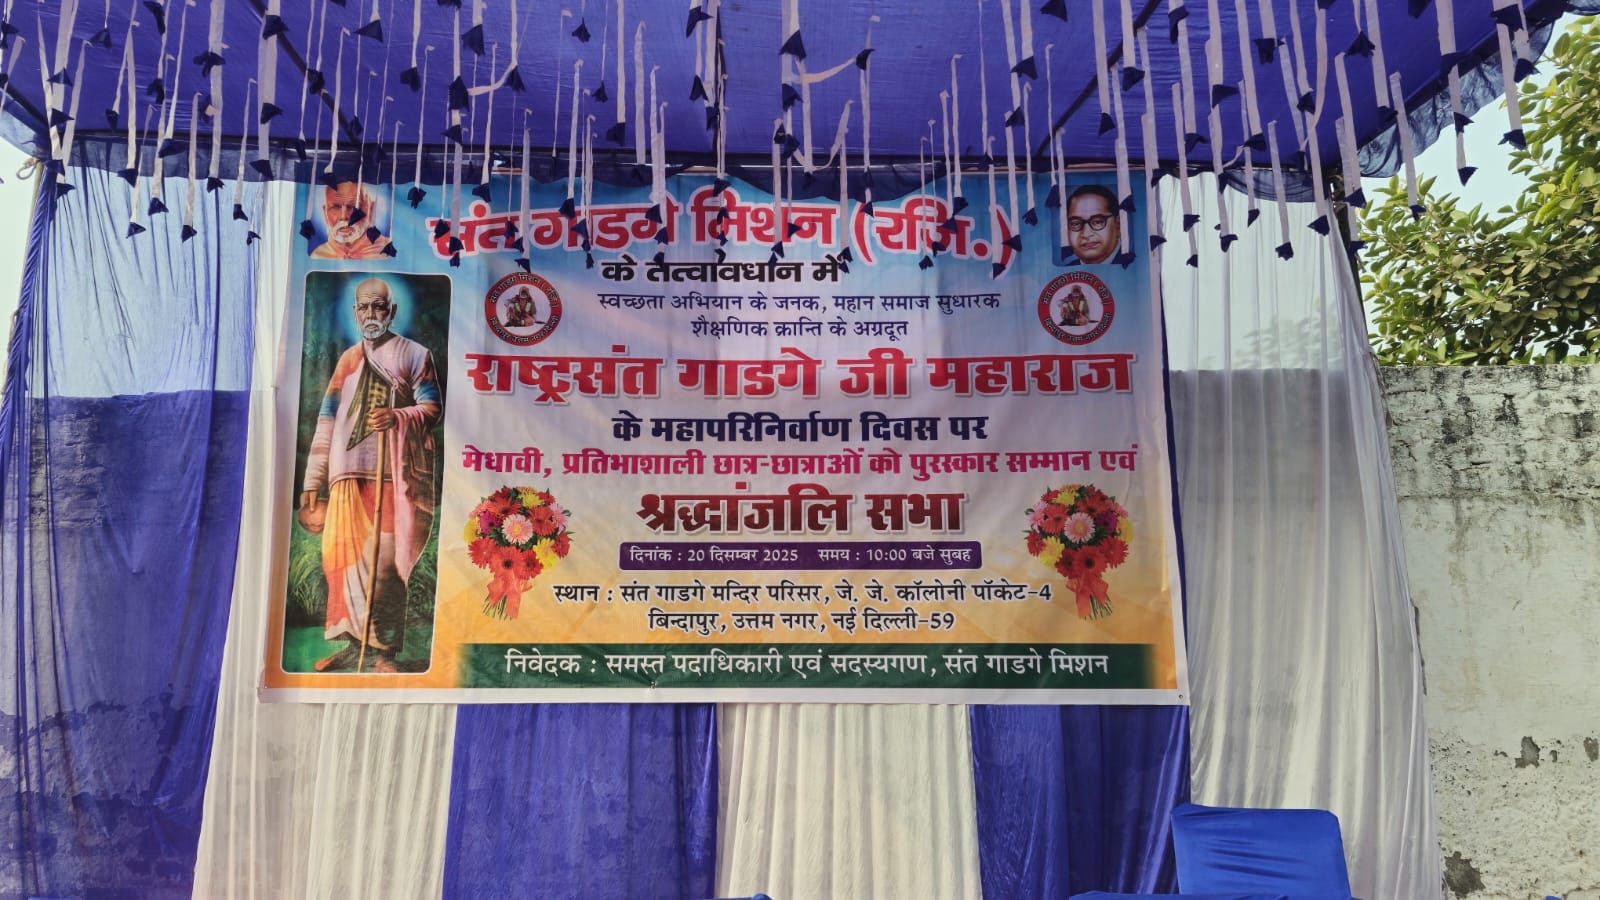 संत गाडगे मिशन (रजि.)
के तत्वावधान में
स्वच्छता अभियान के जनक, महान समाज सुधारक
शैक्षणिक क्रान्ति के अग्रदूत
राष्ट्रसंत गाडगे जी महाराज
के महापरिनिर्वाण दिवस पर
मेधावी, प्रतिभाशाली छात्र-छात्राओं को पुरस्कार सम्मान एवं
श्रद्धांजलि सभा
दिनांक : 20 दिसम्बर 2025 समय : 10:00 बजे सुबह
स्थान : संत गाडगे मन्दिर परिसर, जे. जे. कॉलोनी पॉकेट-4
बिन्दापुर, उत्तम नगर, नई दिल्ली-59
निवेदक : समस्त पदाधिकारी एवं सदस्यगण, संत गाडगे मिशन